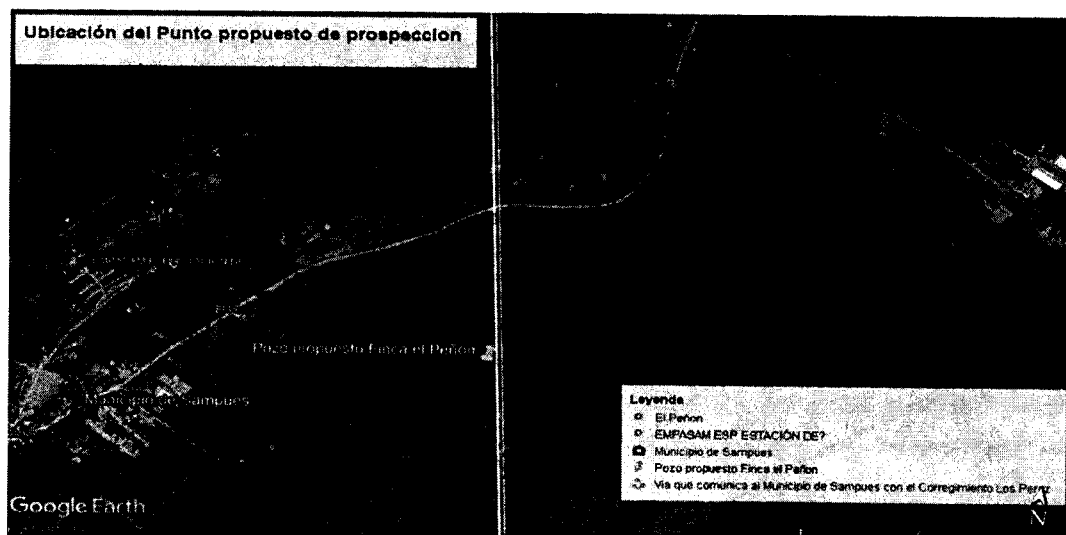 Ubicación del Punto propuesto de prospeccion
Pozo propuesto Finca el Peñon
Municipio de Sampues
Leyenda
El Peñon
EMPASAM ESP ESTACIÓN DE?
Municipio de Sampues
Pozo propuesto Finca el Peñon
Via que comunica al Municipio de Sampues con el Corregimiento Los
Google Earth
N